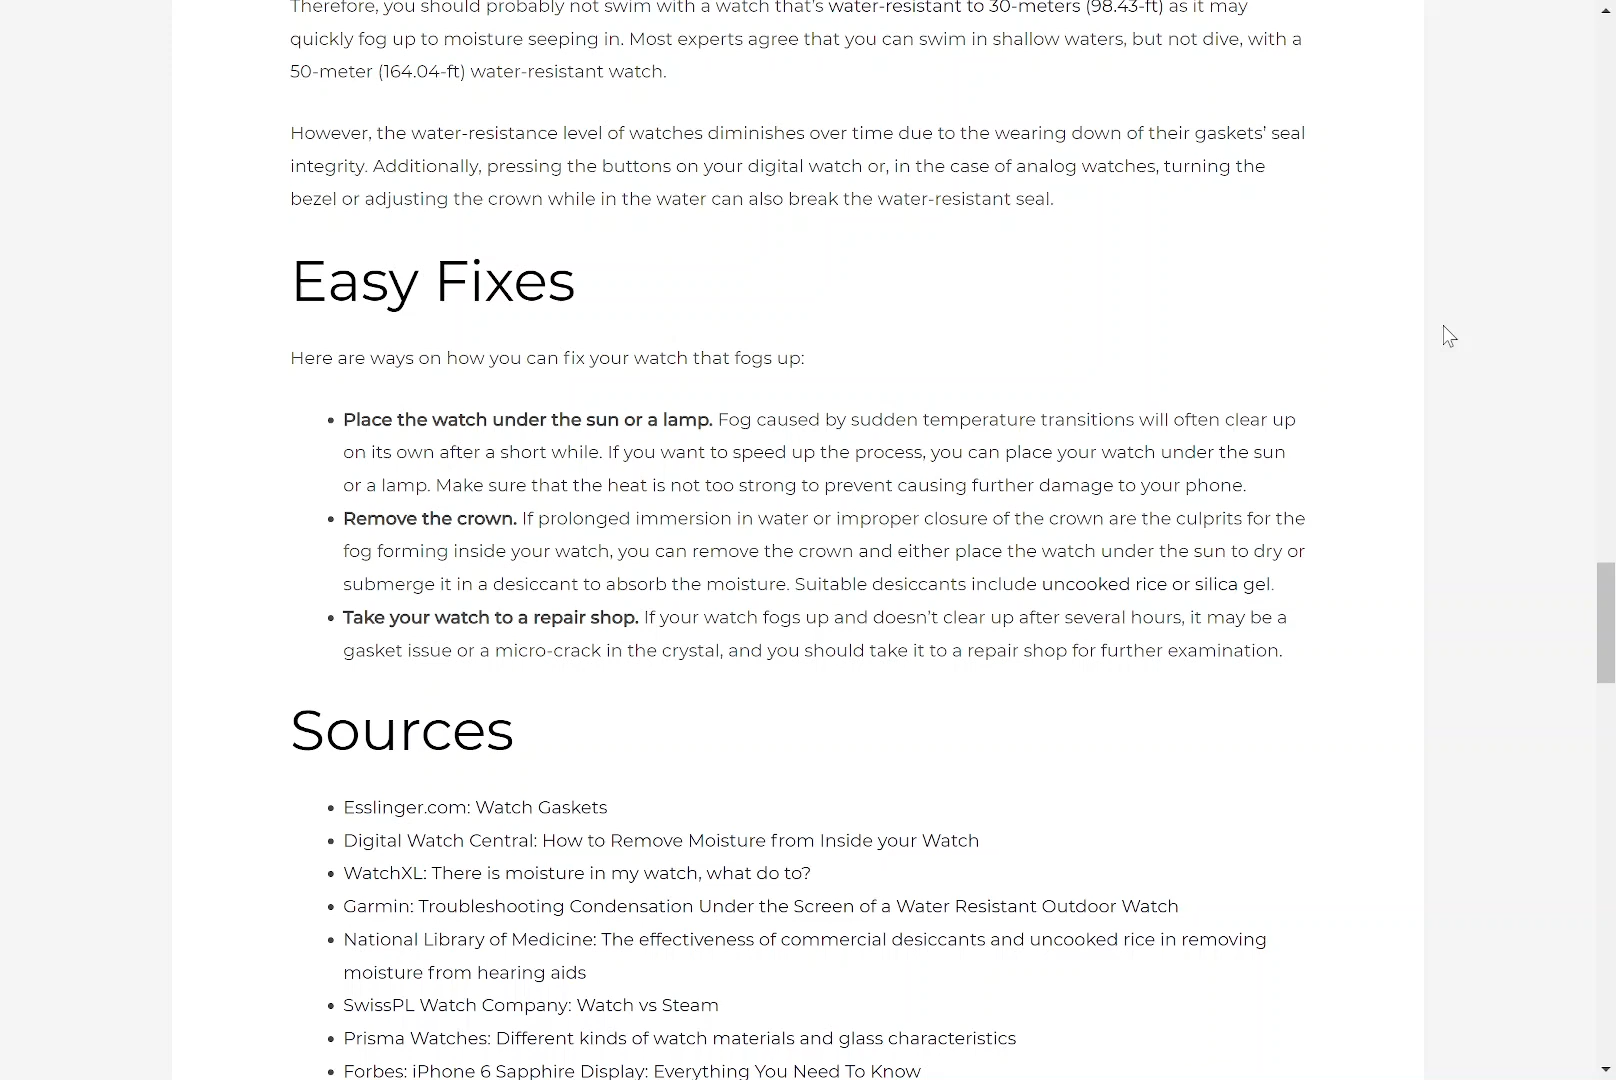 Therefore, you should probably not swim with a watch that's water-resistant to 30-meters (98.43-ft) as it may
quickly fog up to moisture seeping in. Most experts agree that you can swim in shallow waters, but not dive, with a
50-meter (164.04-ft) water-resistant watch.
However, the water-resistance level of watches diminishes over time due to the wearing down of their gaskets' seal
integrity. Additionally, pressing the buttons on your digital watch or, in the case of analog watches, turning the
bezel or adjusting the crown while in the water can also break the water-resistant seal.
Easy Fixes
Here are ways on how you can fix your watch that fogs up:
• Place the watch under the sun or a lamp. Fog caused by sudden temperature transitions will often clear up
on its own after a short while. If you want to speed up the process, you can place your watch under the sun
or a lamp. Make sure that the heat is not too strong to prevent causing further damage to your phone.
• Remove the crown. If prolonged immersion in water or improper closure of the crown are the culprits for the
fog forming inside your watch, you can remove the crown and either place the watch under the sun to dry or
submerge it in a desiccant to absorb the moisture. Suitable desiccants include uncooked rice or silica gel.
• Take your watch to a repair shop. If your watch fogs up and doesn't clear up after several hours, it may be a
gasket issue or a micro-crack in the crystal, and you should take it to a repair shop for further examination.
Sources
• Esslinger.com: Watch Gaskets
• Digital Watch Central: How to Remove Moisture from Inside your Watch
• WatchXL: There is moisture in my watch, what do to?
• Garmin: Troubleshooting Condensation Under the Screen of a Water Resistant Outdoor Watch
• National Library of Medicine: The effectiveness of commercial desiccants and uncooked rice in removing
moisture from hearing aids
• SwissPL Watch Company: Watch vs Steam
• Prisma Watches: Different kinds of watch materials and glass characteristics
• Forbes: iPhone 6 Sapphire Display: Everything You Need To Know